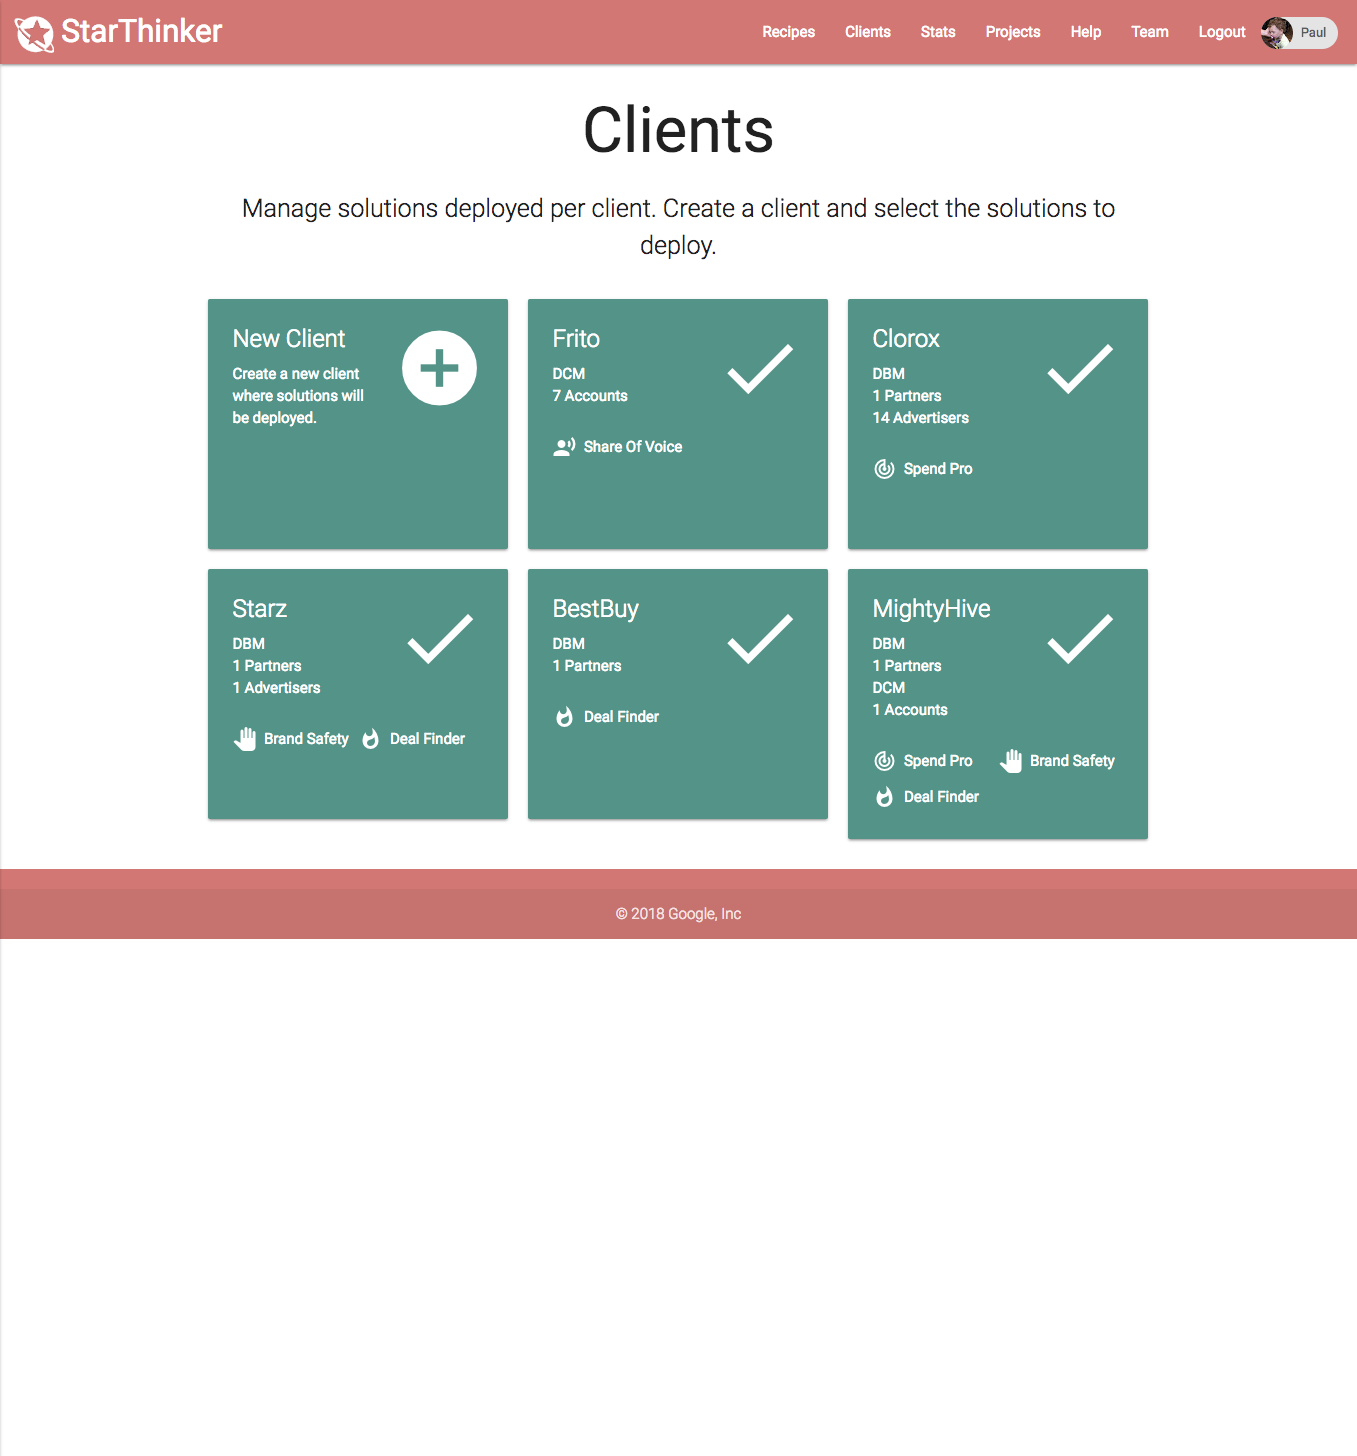 StarThinker
Recipes Clients Stats Projects Help Team Logout Paul
Clients
Manage solutions deployed per client. Create a client and select the solutions to
deploy.
New Client
Create a new client
where solutions will
be deployed.
Frito
DCM
7 Accounts
Share Of Voice
Clorox
DBM
1 Partners
14 Advertisers
Spend Pro
Starz
DBM
1 Partners
1 Advertisers
Brand Safety Deal Finder
BestBuy
DBM
1 Partners
Deal Finder
MightyHive
DBM
1 Partners
DCM
1 Accounts
Spend Pro Brand Safety
Deal Finder
© 2018 Google, Inc